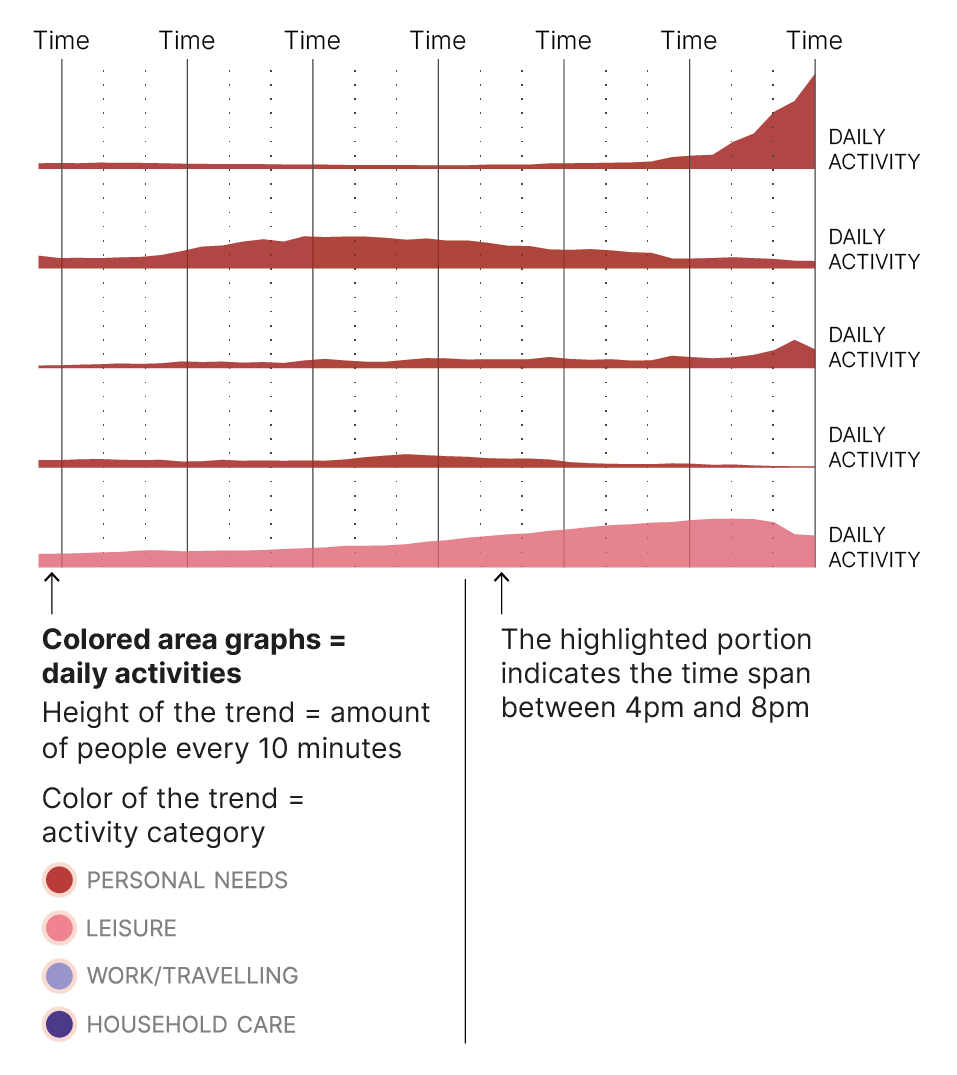 Time Time Time Time Time Time Time
DAILY
ACTIVITY
DAILY
ACTIVITY
DAILY
ACTIVITY
DAILY
ACTIVITY
DAILY
ACTIVITY
Colored area graphs =
daily activities
Height of the trend = amount
of people every 10 minutes
Color of the trend =
activity category
PERSONAL NEEDS
LEISURE
WORK/TRAVELLING
HOUSEHOLD CARE
The highlighted portion
indicates the time span
between 4pm and 8pm